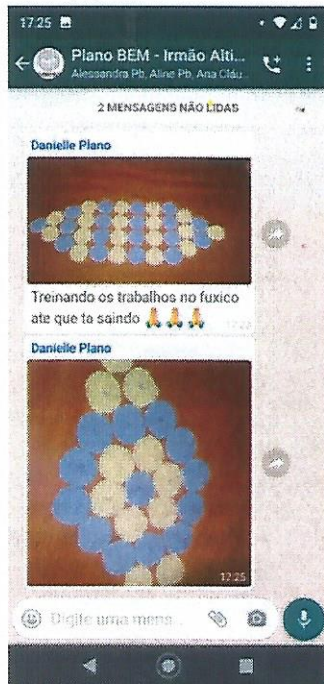 17:25
Plano BEM - Irmão Alti...
Alessandra Pb, Aline Pb, Ana Cláu...
2 MENSAGENS NÃO LIDAS
Danielle Plano
Treinando os trabalhos no fuxico
ate que ta saindo 🙏🙏🙏
17:22
Danielle Plano
17:25
Digite uma mens...